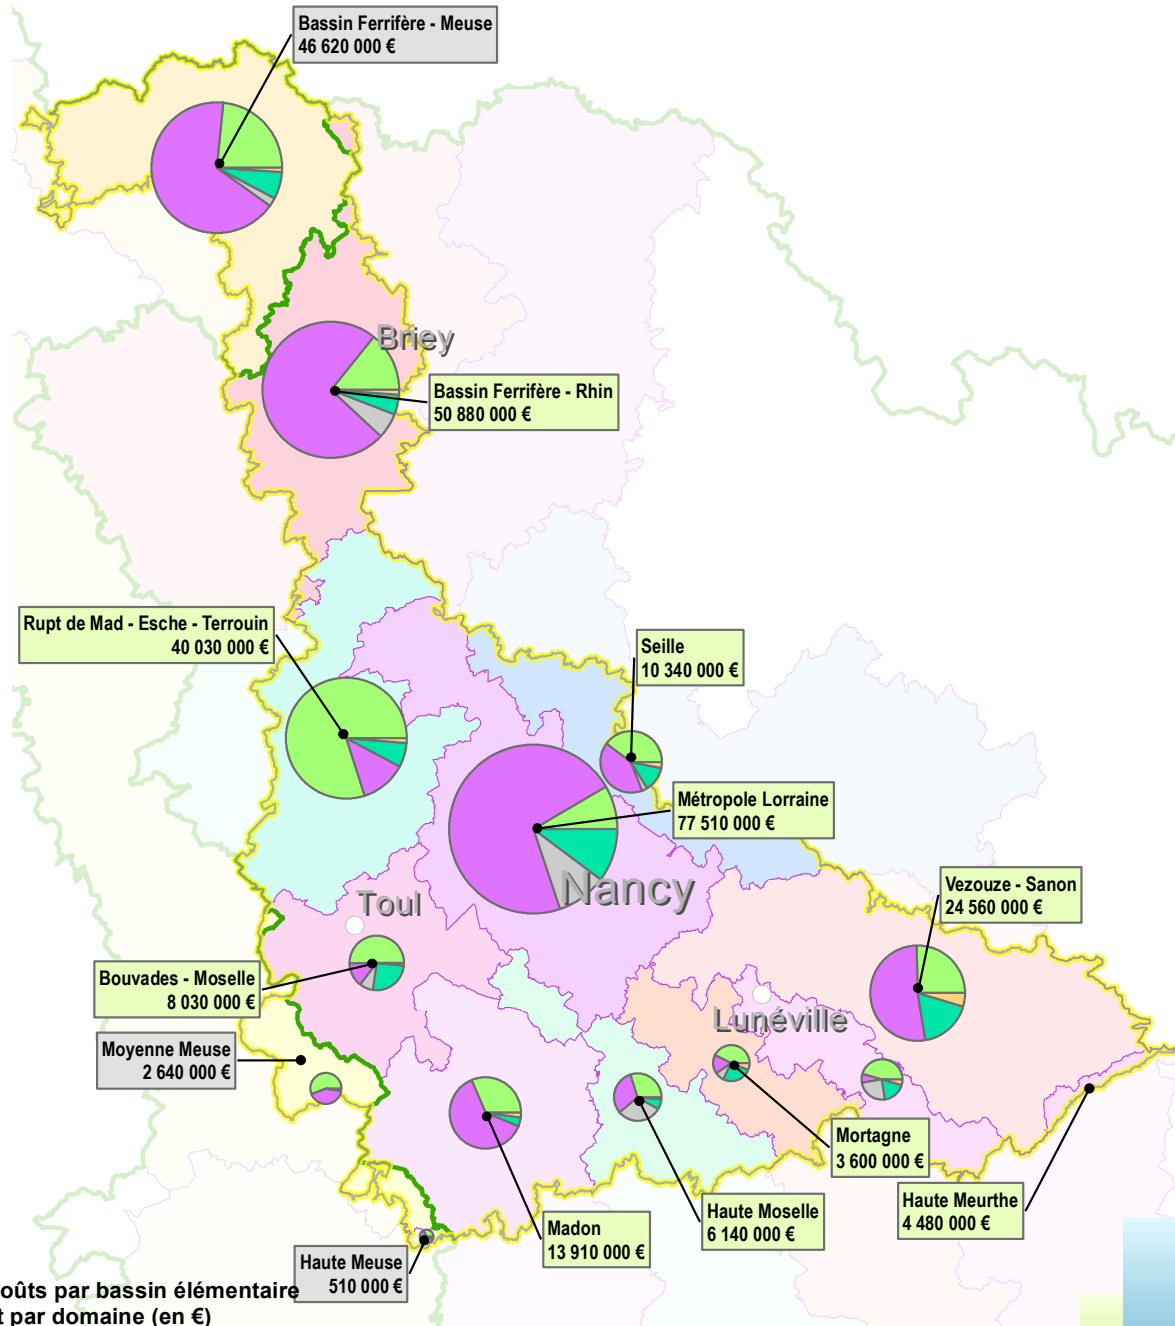 Bassin Ferrifère - Meuse
46 620 000 €
Briey
Bassin Ferrifère - Rhin
50 880 000 €
Rupt de Mad - Esche - Terrouin
40 030 000 €
Seille
10 340 000 €
Métropole Lorraine
77 510 000 €
Nancy
Toul
Vezouze - Sanon
24 560 000 €
Bouvades - Moselle
8 030 000 €
Lunéville
Moyenne Meuse
2 640 000 €
Mortagne
3 600 000 €
Haute Meurthe
4 480 000 €
Haute Moselle
6 140 000 €
Madon
13 910 000 €
Haute Meuse
510 000 €
oûts par bassin élémentaire
t par domaine (en €)